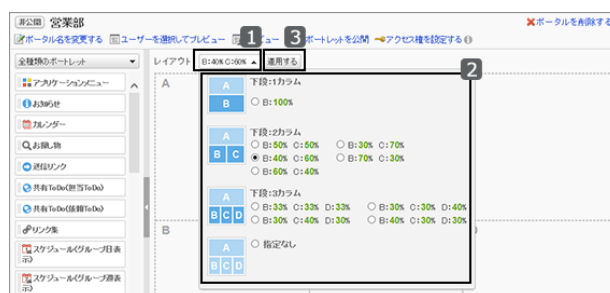 非公開 営業部
✖ポータルを削除する
ポータル名を変更する ユーザーを選択してプレビュー
ートレットを公開 アクセス権を設定する
1
3
全種類のポートレット
レイアウト B:40% C:60% 適用する
2
アプリケーションメニュー
お知らせ
カレンダー
お買い物
送信リンク
共有ToDo(担当ToDo)
共有ToDo(依頼ToDo)
リンク集
スケジュール(グループ日表示)
スケジュール(グループ週表示)
A
B
A
B
下段:1カラム
B:100%
A
B C
下段:2カラム
B:50% C:50% B:30% C:70%
B:40% C:60% B:70% C:30%
B:60% C:40%
A
B C D
下段:3カラム
B:33% C:33% D:33% B:30% C:30% D:40%
B:30% C:40% D:30% B:40% C:30% D:30%
A
B C D
指定なし